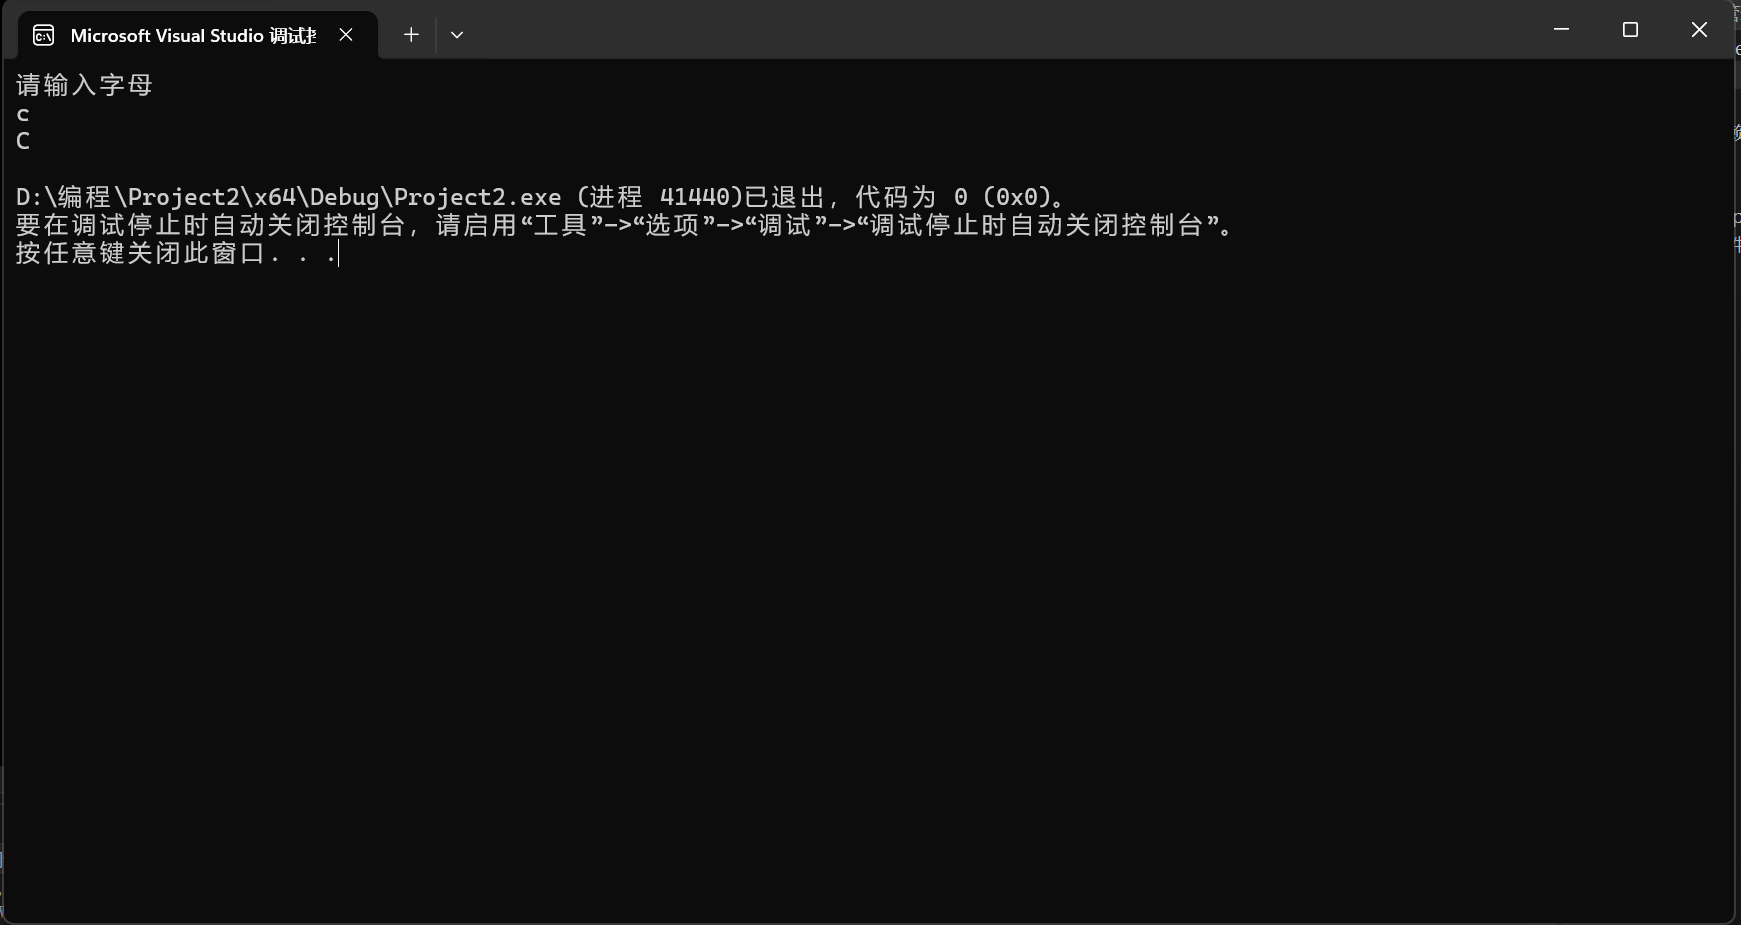 Microsoft Visual Studio 调试
请输入字母
c
C
D:\编程\Project2\x64\Debug\Project2.exe (进程 41440)已退出，代码为 0 (0x0)。
要在调试停止时自动关闭控制台，请启用“工具”->“选项”->“调试”->“调试停止时自动关闭控制台”。
按任意键关闭此窗口. . .